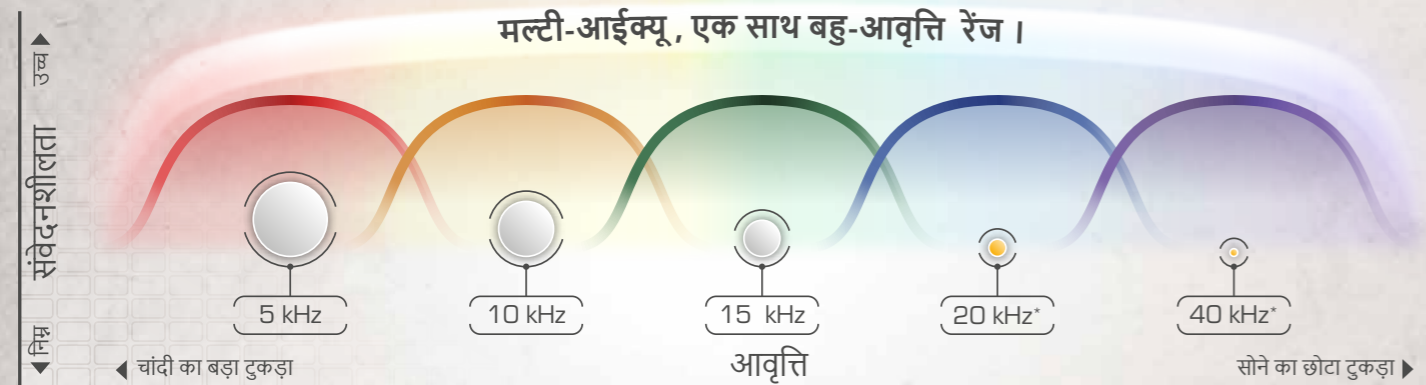 मल्टी-आईक्यू , एक साथ बहु-आवृत्ति रेंज ।
उच्च
संवेदनशीलता
निम्न
5 kHz
10 kHz
15 kHz
20 kHz*
40 kHz*
चांदी का बड़ा टुकड़ा
आवृत्ति
सोने का छोटा टुकड़ा